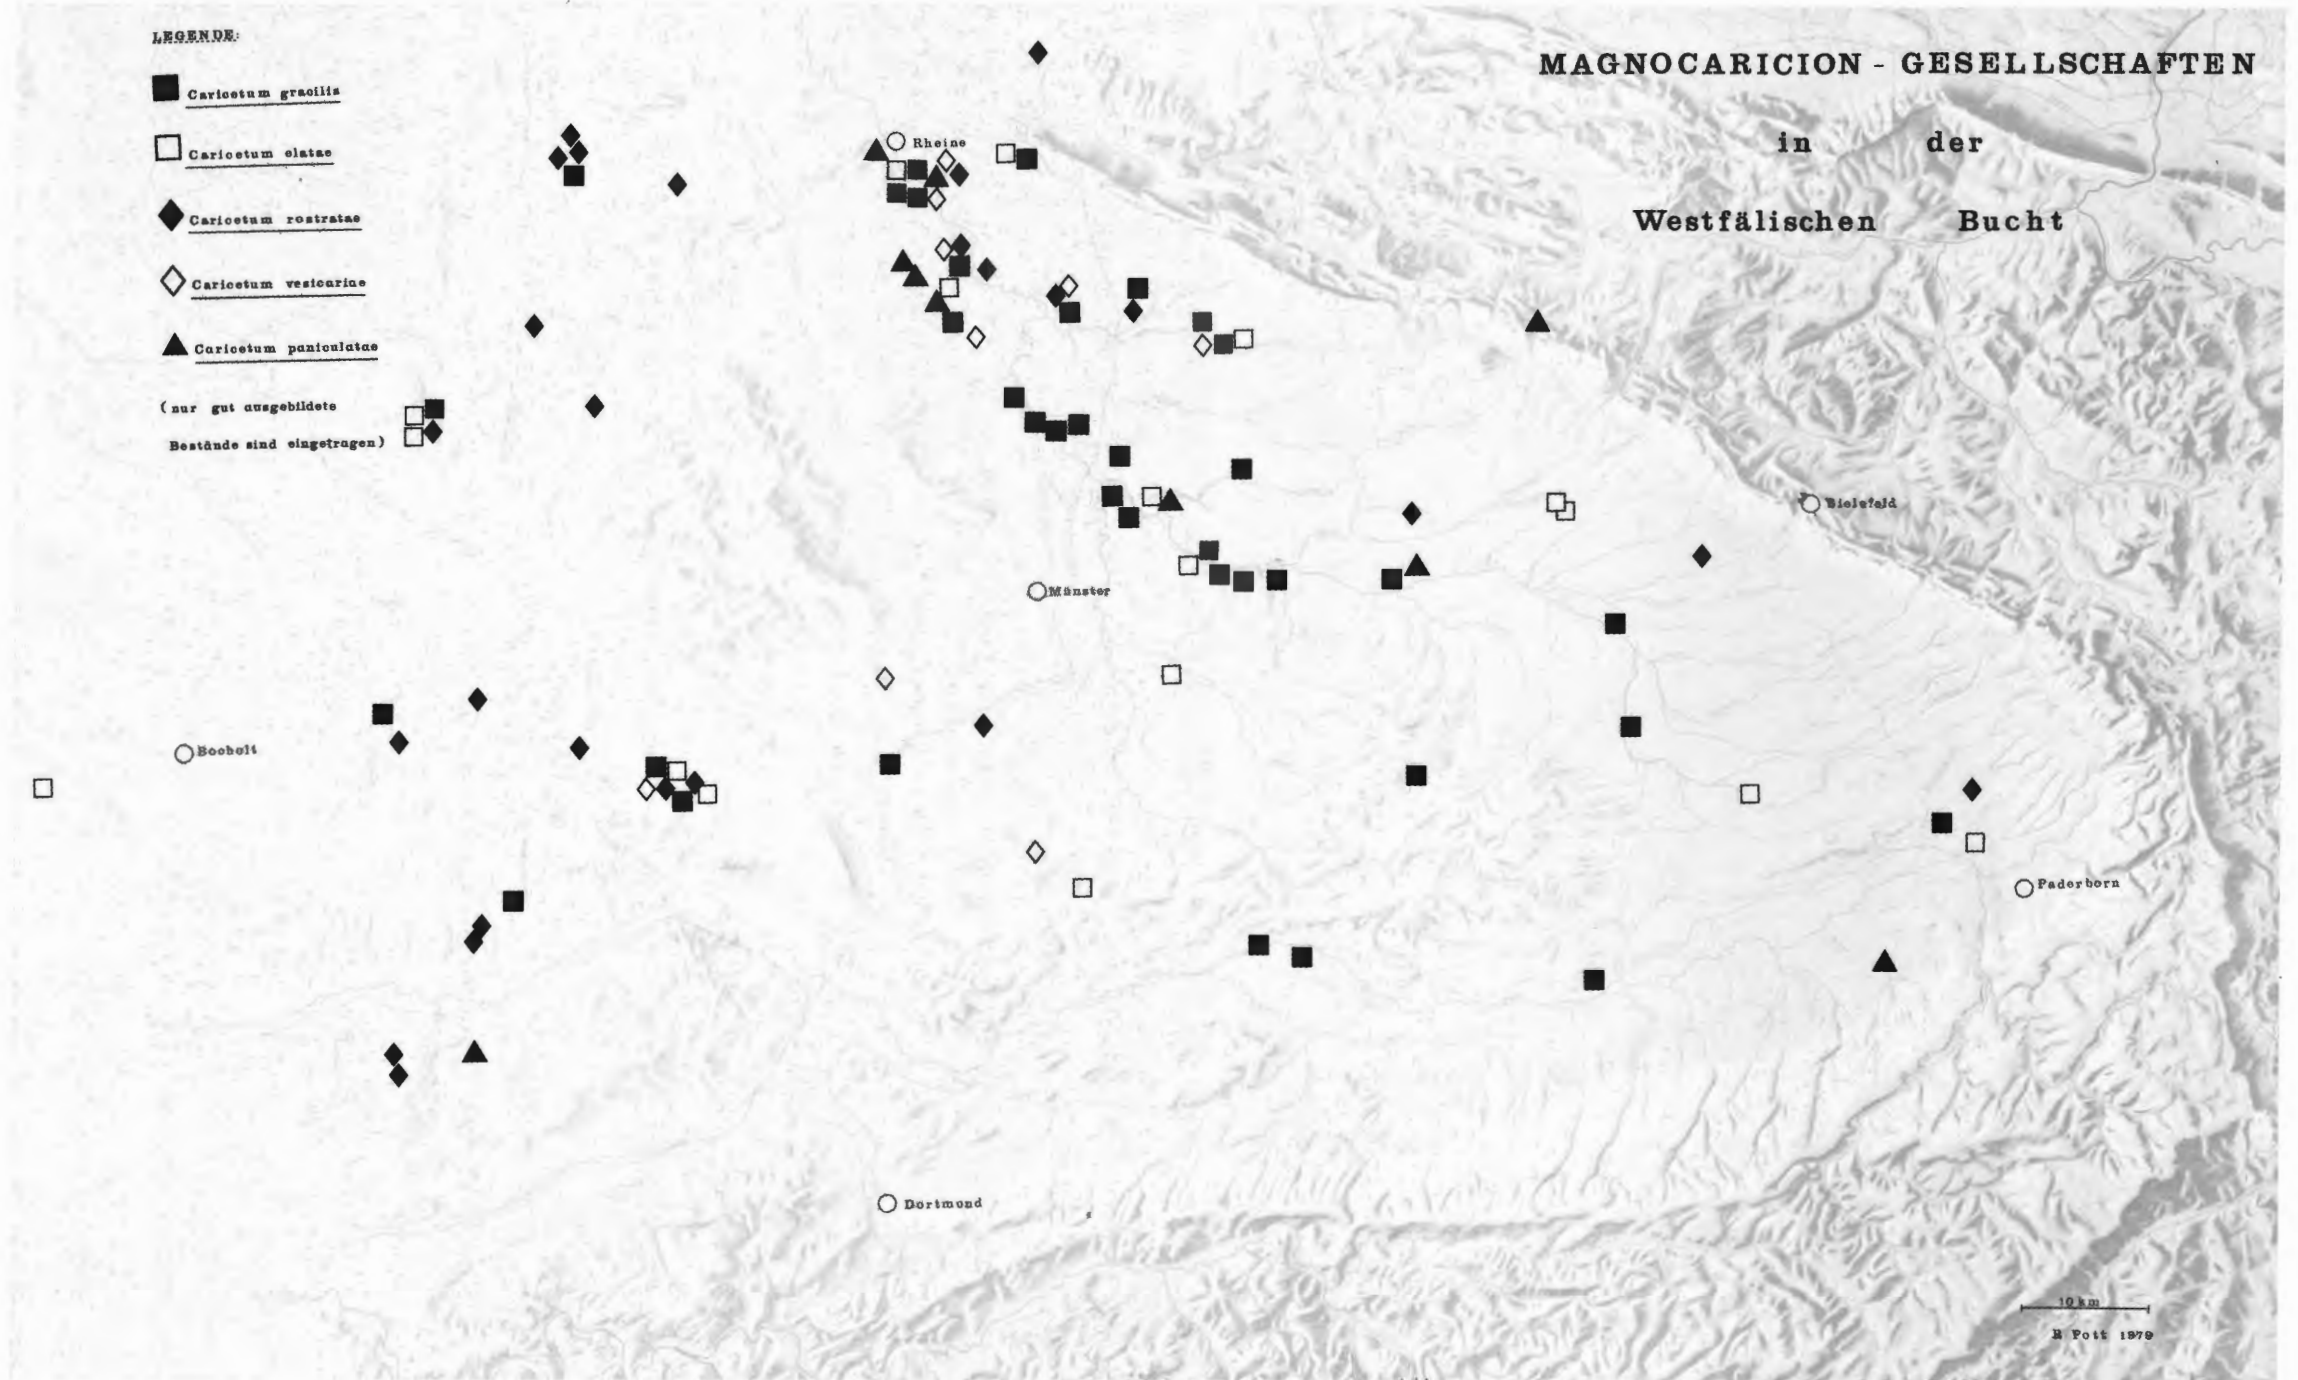 LEGENDE:
Caricetum gracilis
Caricetum elatae
Caricetum rostratae
Caricetum vesicariae
Caricetum paniculatae
(nur gut ausgebildete
Bestände sind eingetragen)
MAGNOCARICION - GESELLSCHAFTEN
in der
Westfälischen Bucht
Rheine
Bielefeld
Münster
Bocholt
Paderborn
Dortmund
10 km
R Pott 1979